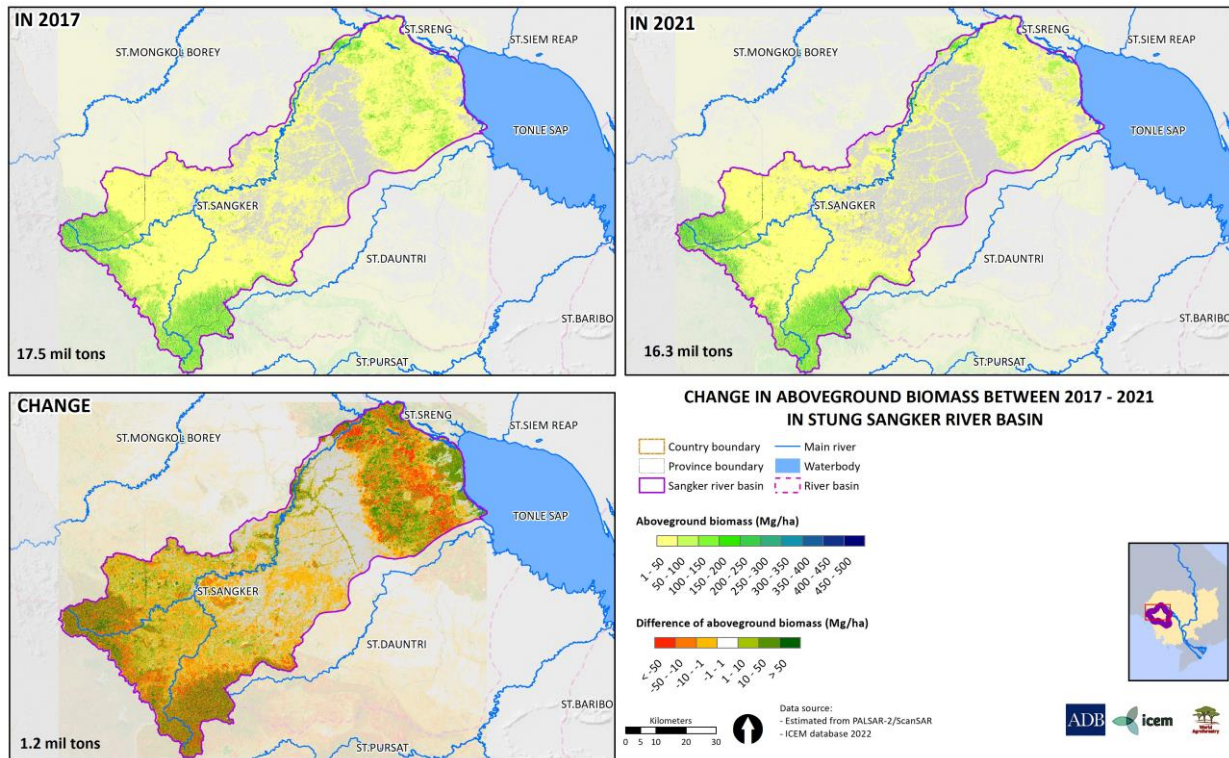 IN 2017
ST.SRENG
ST.SIEM REAP
ST.MONGKOL BOREY
TONLE SAP
ST.SANGKER
ST.DAUNTRI
ST.BARIBO
ST.PURSAT
17.5 mil tons
IN 2021
ST.SRENG
ST.SIEM REAP
ST.MONGKOL BOREY
TONLE SAP
ST.SANGKER
ST.DAUNTRI
ST.BARIBO
ST.PURSAT
16.3 mil tons
CHANGE
ST.SRENG
ST.SIEM REAP
ST.MONGKOL BOREY
TONLE SAP
ST.SANGKER
ST.DAUNTRI
ST.BARIBO
ST.PURSAT
1.2 mil tons
CHANGE IN ABOVEGROUND BIOMASS BETWEEN 2017 - 2021
IN STUNG SANGKER RIVER BASIN
Country boundary
Main river
Province boundary
Waterbody
Sangker river basin
River basin
Aboveground biomass (Mg/ha)
1 - 50
50 - 100
100 - 150
150 - 200
200 - 250
250 - 300
300 - 350
350 - 400
400 - 450
450 - 500
Difference of aboveground biomass (Mg/ha)
< -50
-50 - -10
-10 - -1
-1 - 1
1 - 10
10 - 50
> 50
Kilometers
0 5 10 20 30
Data source:
- Estimated from PALSAR-2/ScanSAR
- ICEM database 2022
ADB
icem
World
Agroforestry